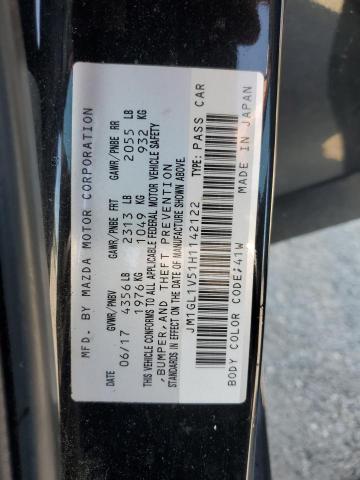 MFD. BY MAZDA MOTOR CORPORATION
DATE GVWR/PNBV GAWR/PNBE FRT GAWR/PNBE RR
06/17 4356 LB 2313 LB 2055 LB
1976 KG 1049 KG 932 KG
THIS VEHICLE CONFORMS TO ALL APPLICABLE FEDERAL MOTOR VEHICLE SAFETY
,BUMPER,AND THEFT PREVENTION
STANDARDS IN EFFECT ON THE DATE OF MANUFACTURE SHOWN ABOVE.
JM1GL1V51H1142122 TYPE: PASS CAR
BODY COLOR CODE:41W MADE IN JAPAN